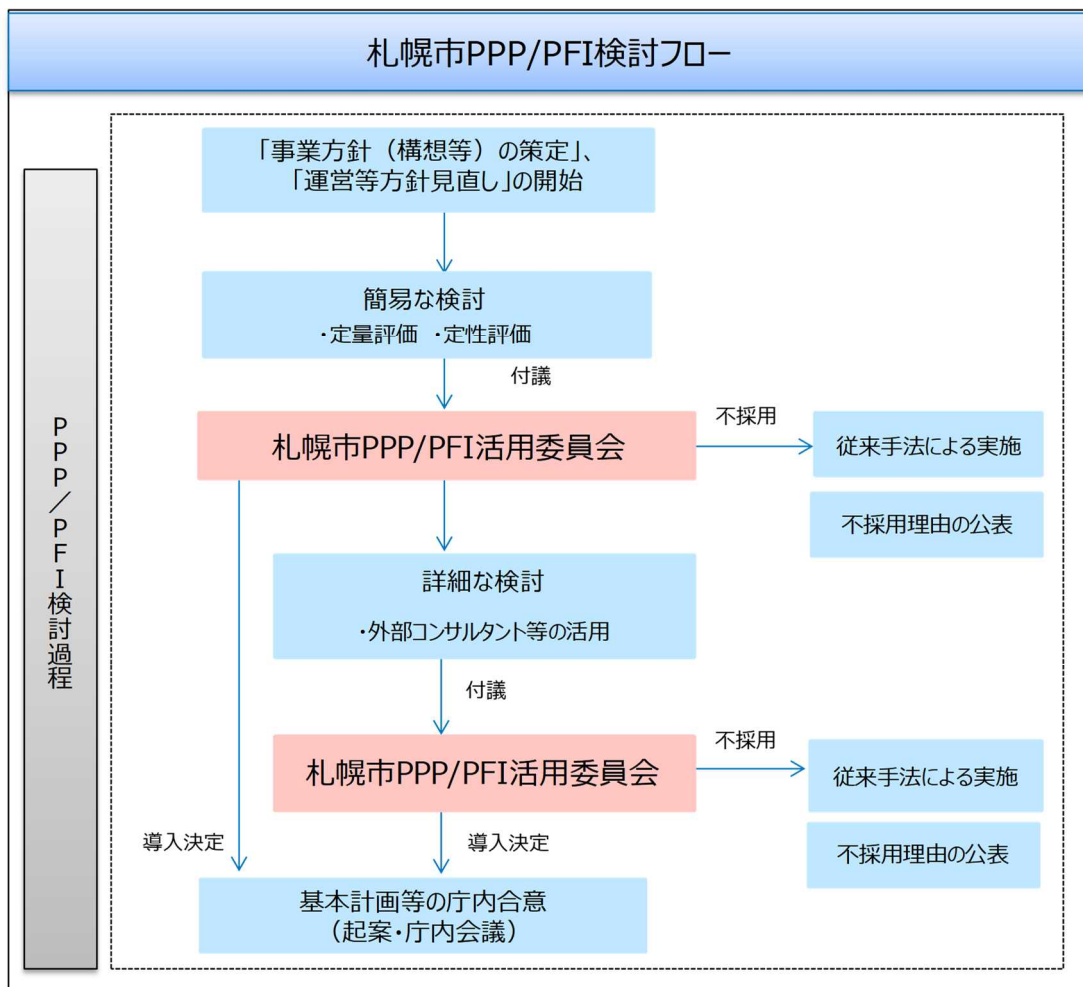 札幌市PPP/PFI検討フロー
PPP/PFI検討過程
「事業方針（構想等）の策定」、
「運営等方針見直し」の開始
簡易な検討
・定量評価 ・定性評価
付議
札幌市PPP/PFI活用委員会
不採用
従来手法による実施
不採用理由の公表
詳細な検討
・外部コンサルタント等の活用
付議
札幌市PPP/PFI活用委員会
不採用
従来手法による実施
不採用理由の公表
導入決定
導入決定
基本計画等の庁内合意
（起案・庁内会議）